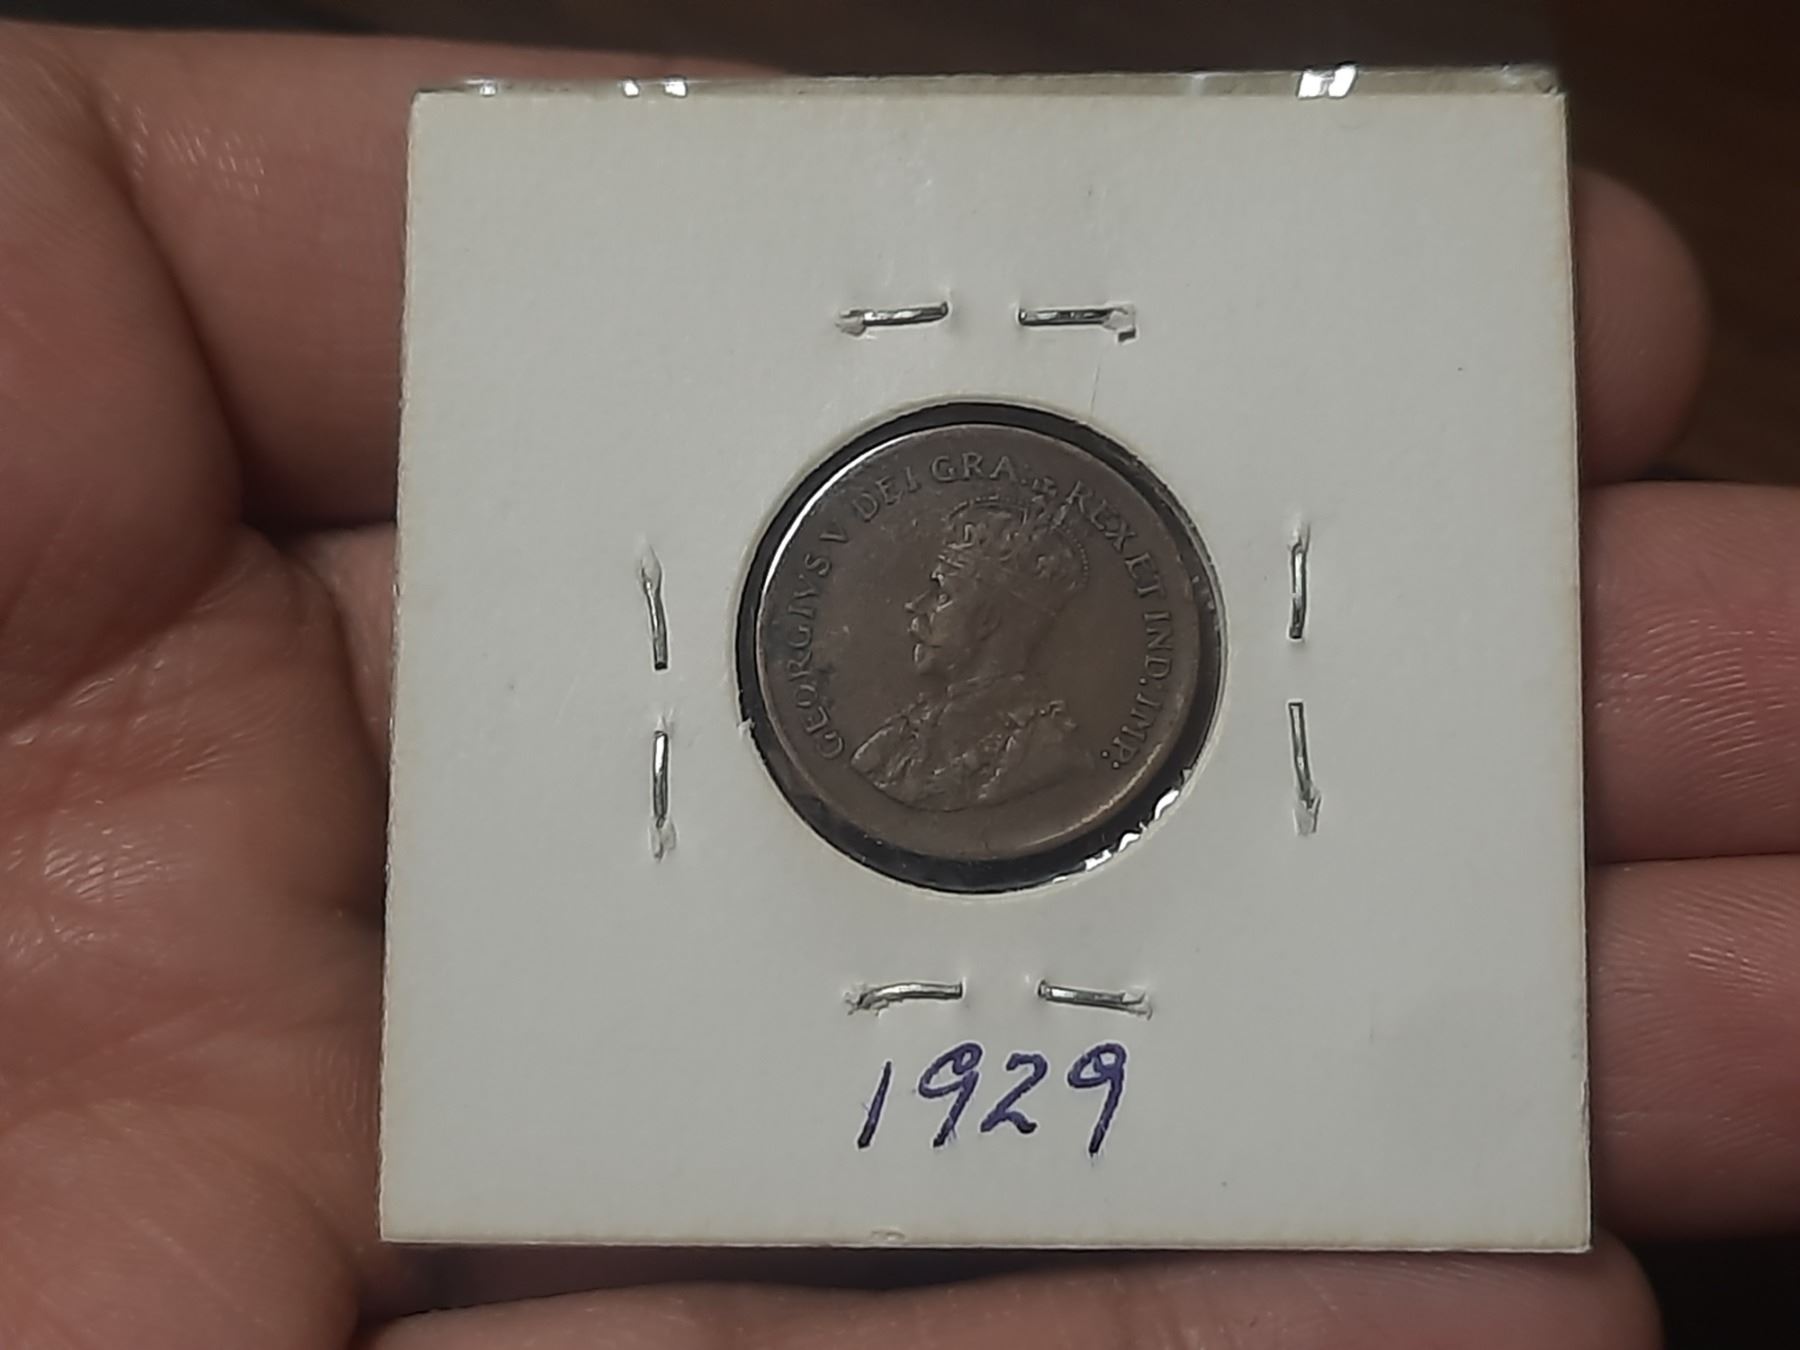 GEORGIVS V DEI GRA: REX ET IND: IMP:
1929